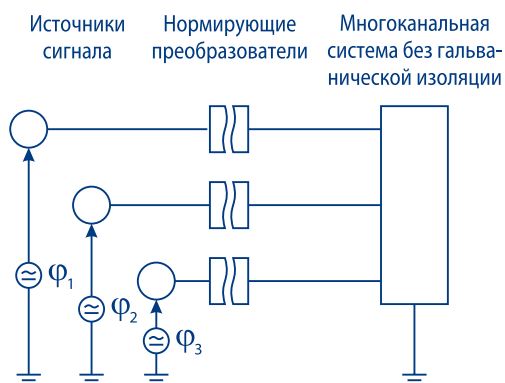 Источники
сигнала
Нормирующие
преобразователи
Многоканальная
система без гальва-
нической изоляции
φ1
φ2
φ3